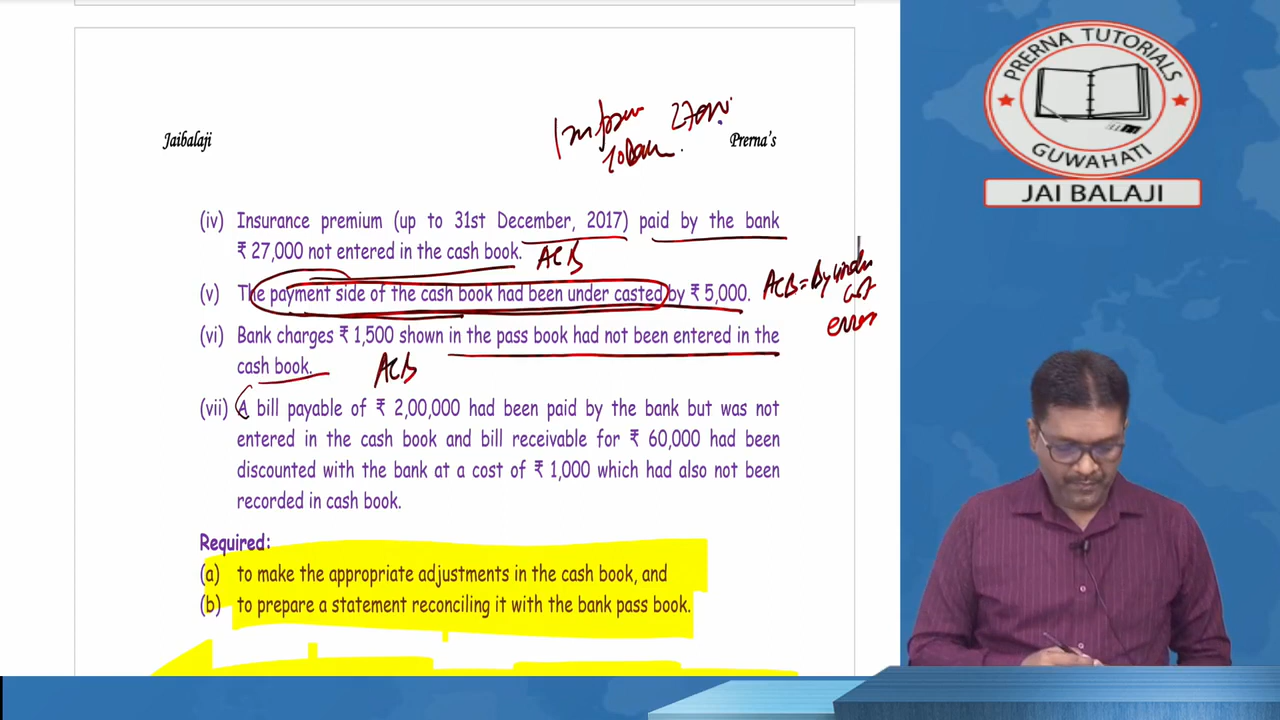 Jaibalaji
Prerna's
(iv) Insurance premium (up to 31st December, 2017) paid by the bank
₹ 27,000 not entered in the cash book. ACB
(v) The payment side of the cash book had been under casted by ₹ 5,000. ACB = By under
cast
error
(vi) Bank charges ₹ 1,500 shown in the pass book had not been entered in the
cash book. ACB
(vii) A bill payable of ₹ 2,00,000 had been paid by the bank but was not
entered in the cash book and bill receivable for ₹ 60,000 had been
discounted with the bank at a cost of ₹ 1,000 which had also not been
recorded in cash book.
Required:
(a) to make the appropriate adjustments in the cash book, and
(b) to prepare a statement reconciling it with the bank pass book.
PRERNA TUTORIALS
GUWAHATI
JAI BALAJI